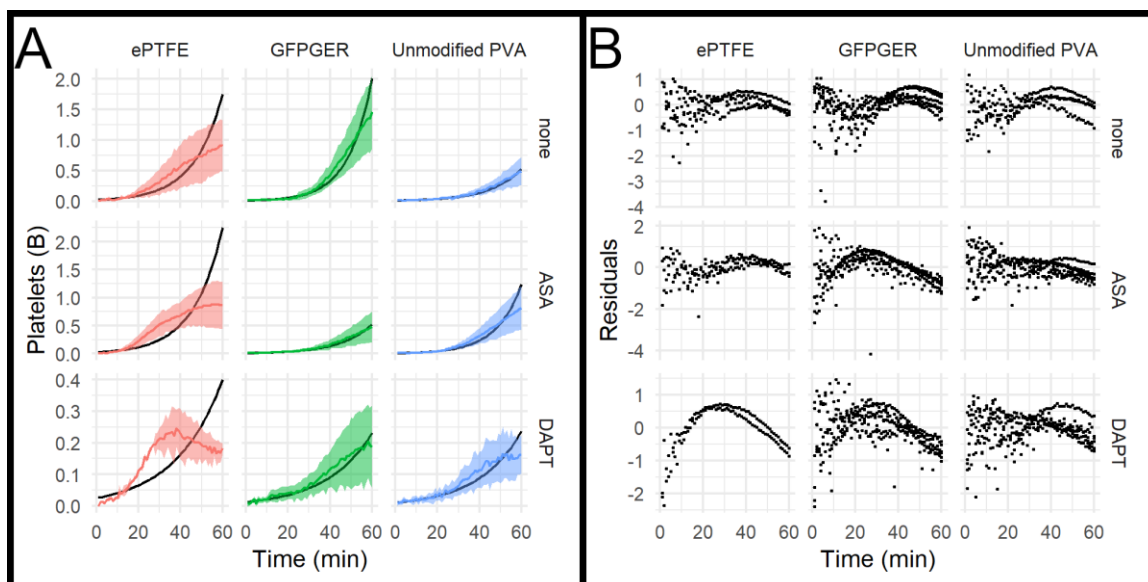 A
ePTFE GFPGER Unmodified PVA
Platelets (B)
2.0
1.5
1.0
0.5
0.0
none
2.0
1.5
1.0
0.5
0.0
ASA
0.4
0.3
0.2
0.1
0.0
DAPT
0 20 40 60 0 20 40 60 0 20 40 60
Time (min)
B
ePTFE GFPGER Unmodified PVA
Residuals
1
0
-1
-2
-3
-4
none
2
0
-2
-4
ASA
1
0
-1
-2
DAPT
0 20 40 60 0 20 40 60 0 20 40 60
Time (min)